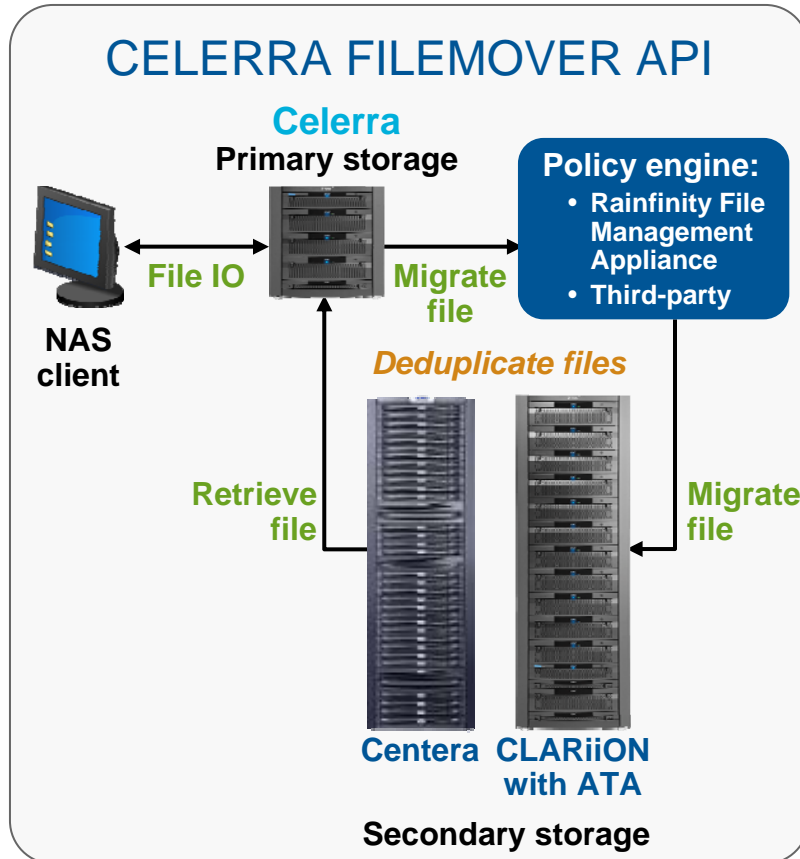 CELERRA FILEMOVER API
Celerra
Primary storage
Policy engine:
• Rainfinity File
Management
Appliance
• Third-party
File IO
Migrate
file
NAS
client
Deduplicate files
Retrieve
file
Migrate
file
Centera
CLARiiON
with ATA
Secondary storage